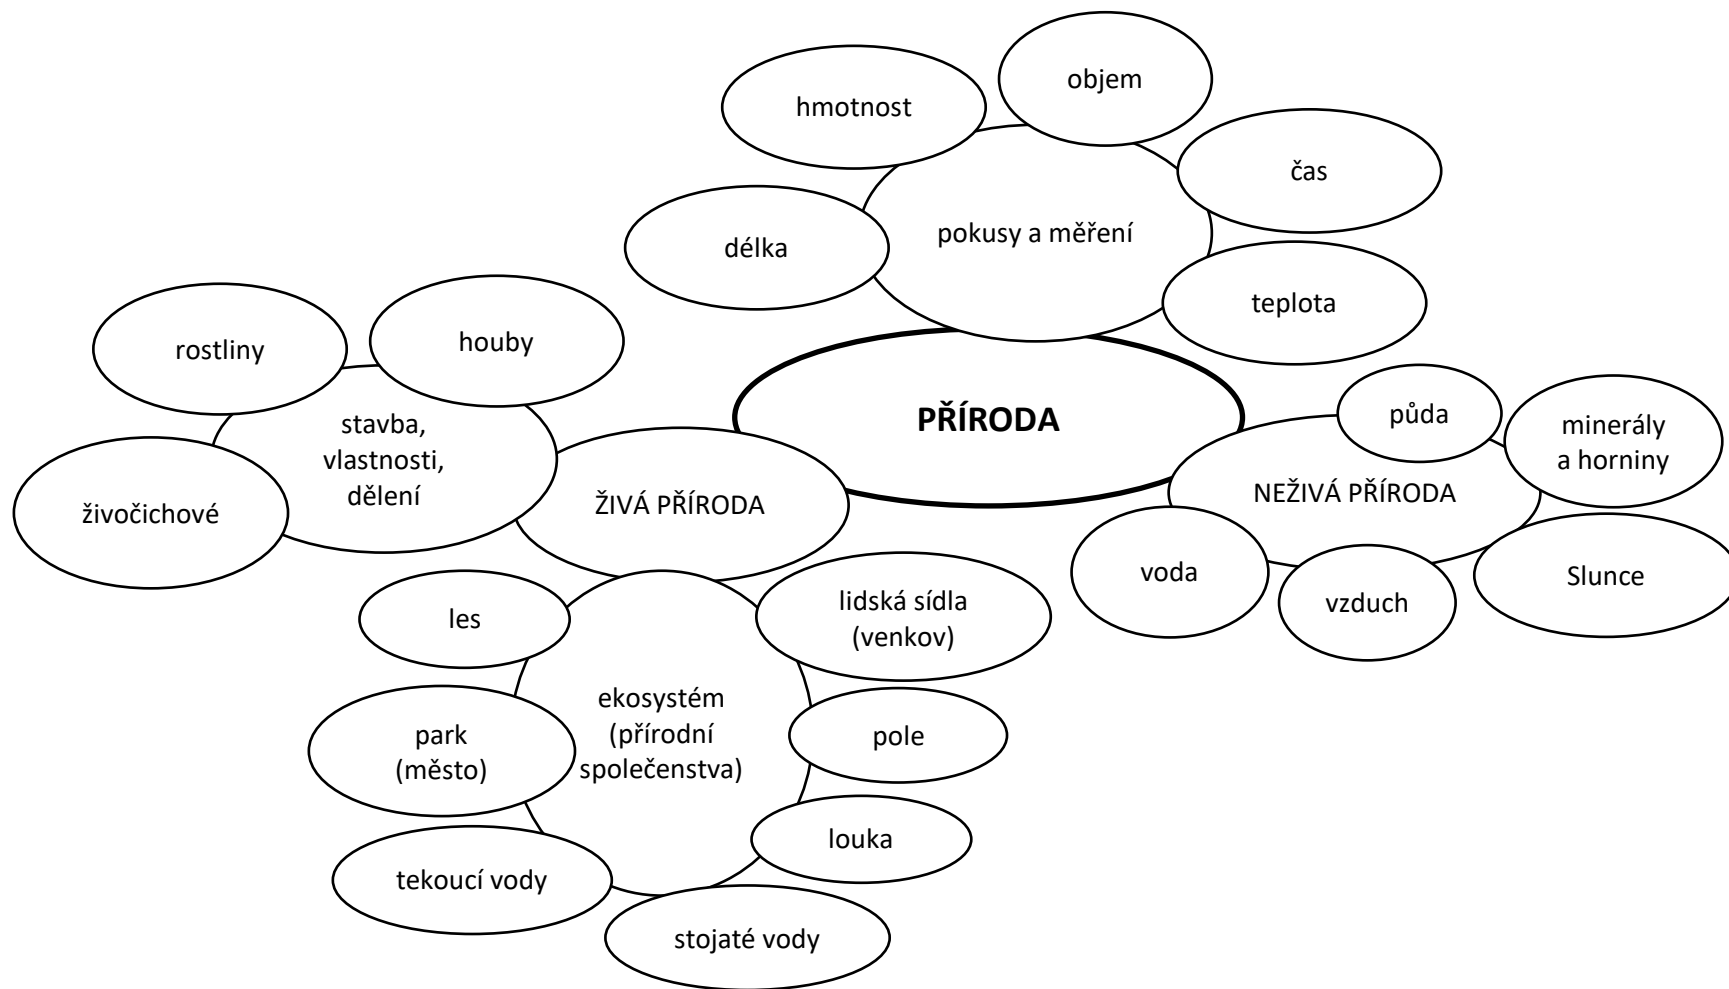 objem
hmotnost
čas
pokusy a měření
délka
teplota
rostliny
houby
PŘÍRODA
půda
minerály
a horniny
stavba,
vlastnosti,
dělení
živočichové
ŽIVÁ PŘÍRODA
NEŽIVÁ PŘÍRODA
voda
vzduch
Slunce
les
lidská sídla
(venkov)
ekosystém
(přírodní
společenstva)
park
(město)
pole
louka
tekoucí vody
stojaté vody